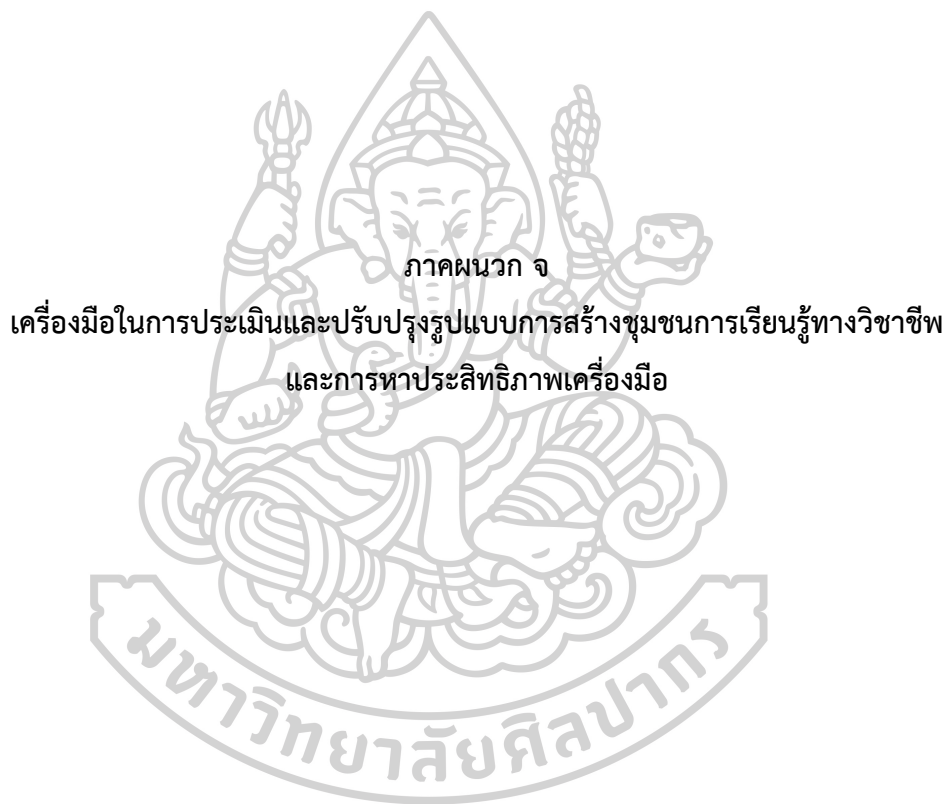 ภาคผนวก จ
เครื่องมือในการประเมินและปรับปรุงรูปแบบการสร้างชุมชนการเรียนรู้ทางวิชาชีพ
และการหาประสิทธิภาพเครื่องมือ
มหาวิทยาลัยศิลปากร